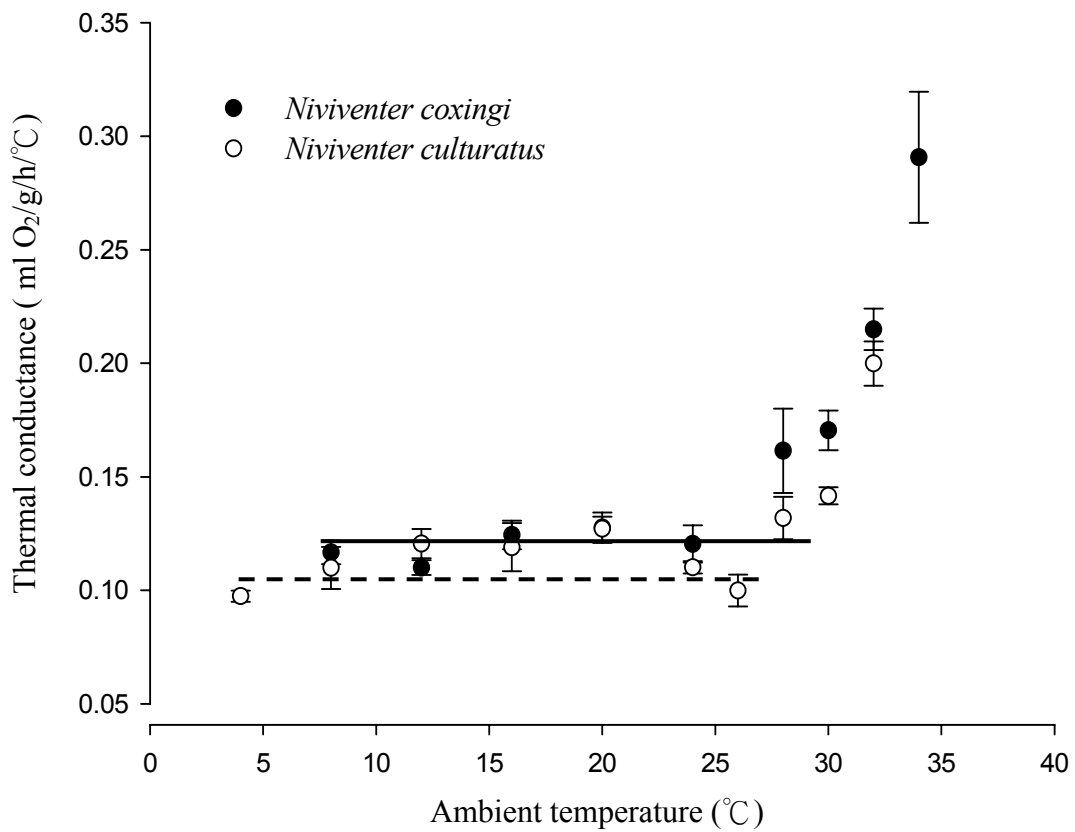 0.35
0.30
0.25
0.20
0.15
0.10
0.05
Thermal conductance ( ml O₂/g/h/℃)
Niviventer coxingi
Niviventer culturatus
0 5 10 15 20 25 30 35 40
Ambient temperature (℃)